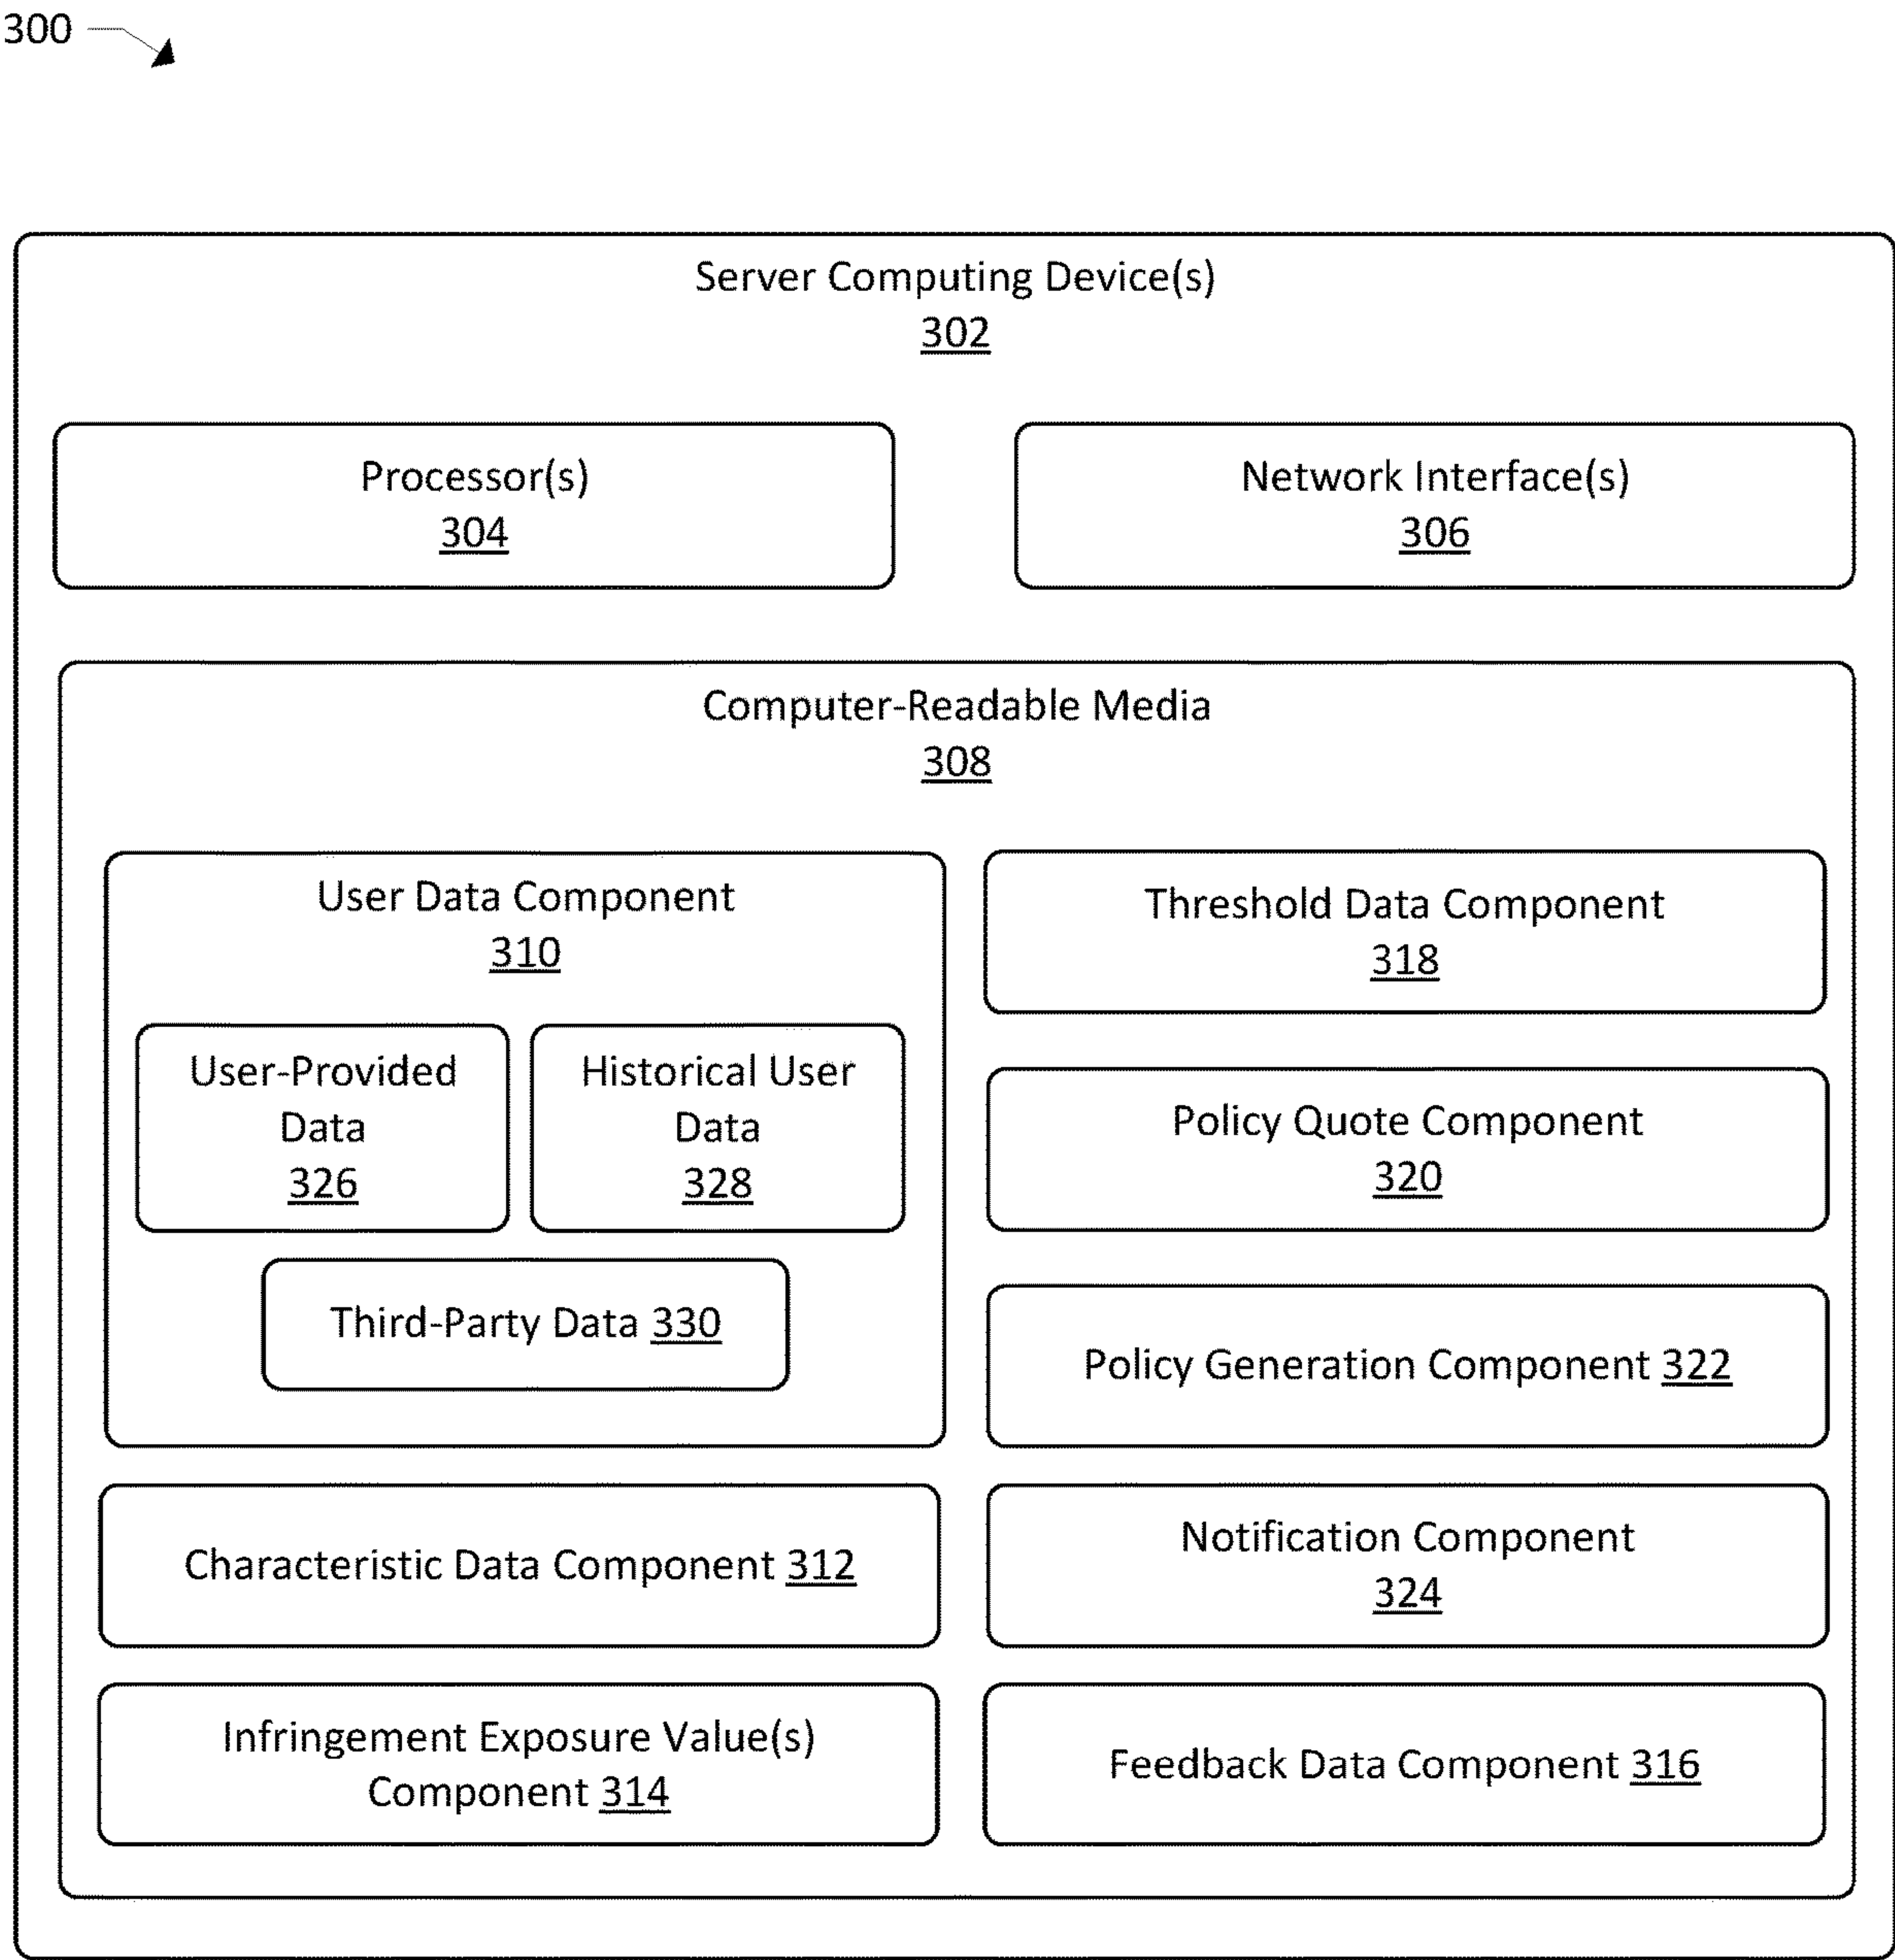 300
Server Computing Device(s)
302
Processor(s)
304
Network Interface(s)
306
Computer-Readable Media
308
User Data Component
310
User-Provided
Data
326
Historical User
Data
328
Third-Party Data 330
Characteristic Data Component 312
Infringement Exposure Value(s)
Component 314
Threshold Data Component
318
Policy Quote Component
320
Policy Generation Component 322
Notification Component
324
Feedback Data Component 316